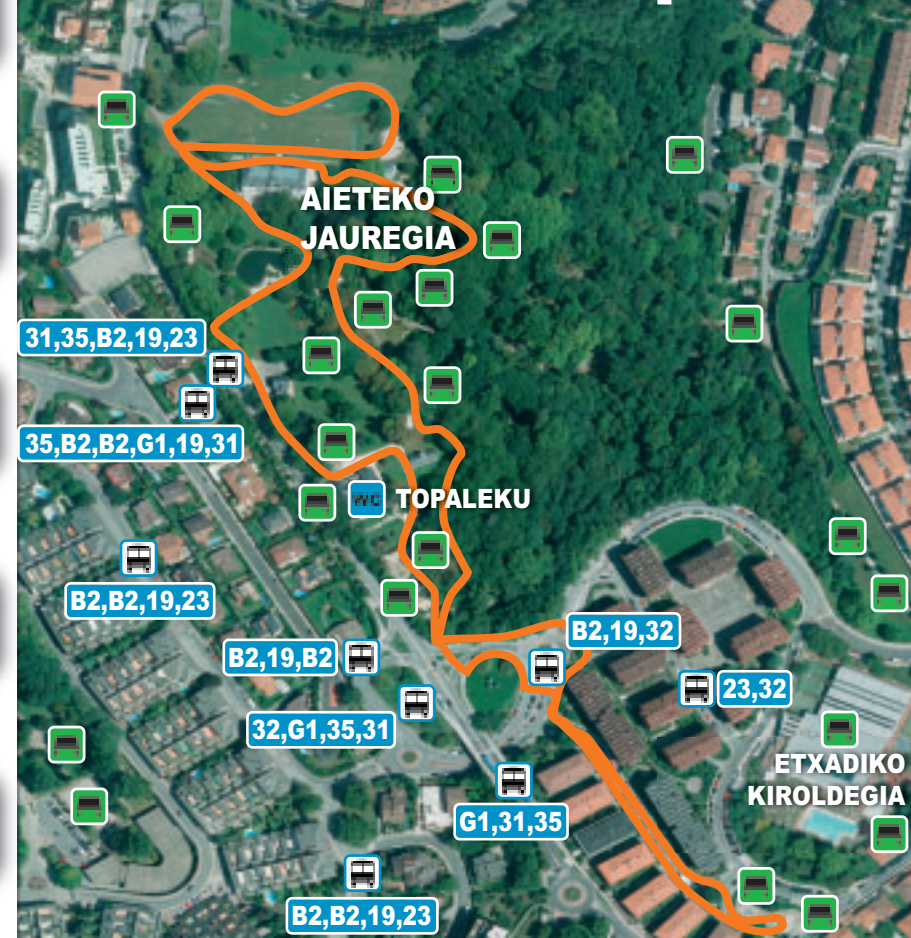 AIETEKO
JAUREGIA
31,35,B2,19,23
35,B2,B2,G1,19,31
WC
TOPALEKU
B2,B2,19,23
B2,19,32
B2,19,B2
23,32
32,G1,35,31
ETXADIKO
KIROLDEGIA
G1,31,35
B2,B2,19,23